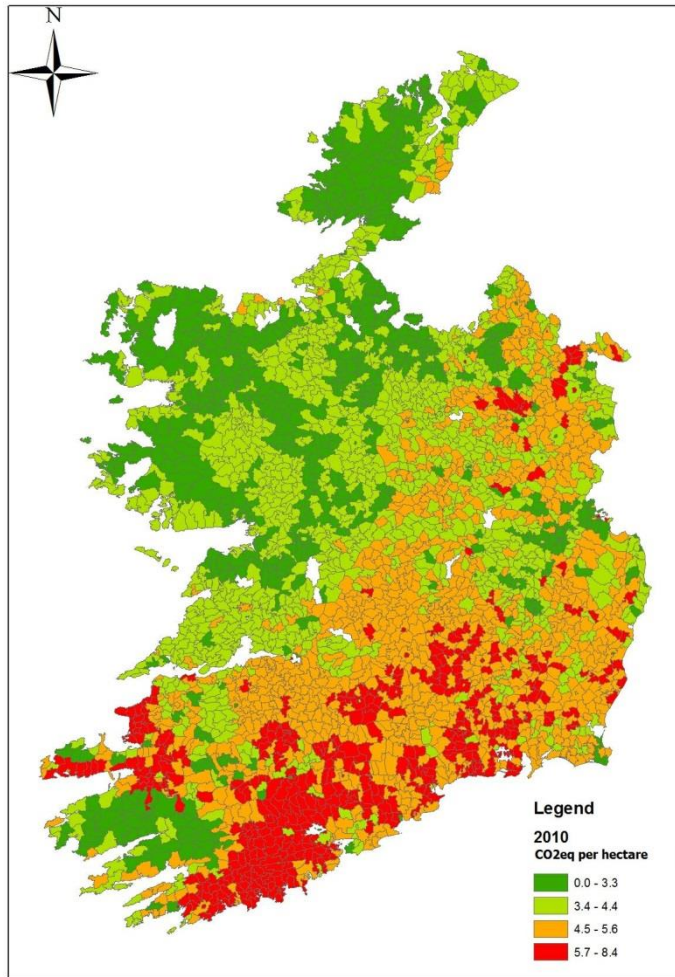 N
Legend
2010
CO2eq per hectare
0.0 - 3.3
3.4 - 4.4
4.5 - 5.6
5.7 - 8.4